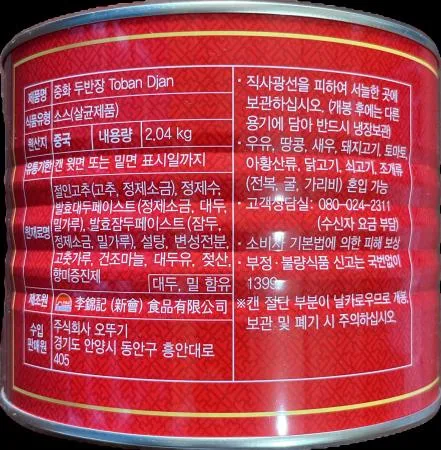 제품명 중화 두반장 Toban Djan
식품유형 소스(살균제품)
원산지 중국 내용량 2,04 kg
유통기한 캔 윗면 또는 밑면 표시일까지
원재료명
절인고추(고추, 정제소금), 정제수,
발효대두페이스트(정제소금, 대두,
밀가루), 발효잠두페이스트(잠두,
정제소금, 밀가루), 설탕, 변성전분,
고춧가루, 건조마늘, 대두유, 젖산,
향미증진제
대두, 밀 함유
제조원 李錦記 (新會) 食品有限公司
수입
판매원
주식회사 오뚜기
경기도 안양시 동안구 흥안대로
405
· 직사광선을 피하여 서늘한 곳에
보관하십시오. (개봉 후에는 다른
용기에 담아 반드시 냉장보관)
· 우유, 땅콩, 새우, 돼지고기, 토마토,
아황산류, 닭고기, 쇠고기, 조개류
(전복, 굴, 가리비) 혼입 가능
· 고객상담실: 080-024-2311
(수신자 요금 부담)
· 소비자 기본법에 의한 피해 보상
· 부정·불량식품 신고는 국번없이
1399
※캔 절단 부분이 날카로우므로 개봉,
보관 및 폐기 시 주의하십시오.